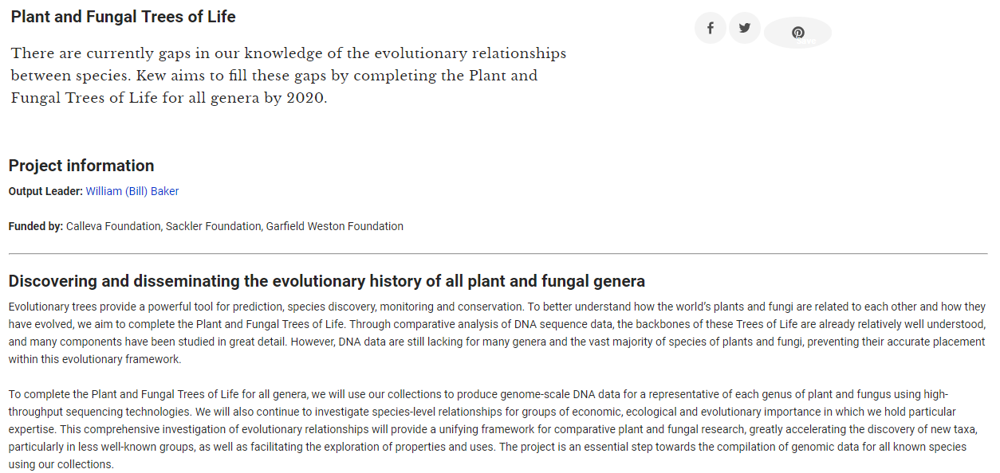 Plant and Fungal Trees of Life
There are currently gaps in our knowledge of the evolutionary relationships
between species. Kew aims to fill these gaps by completing the Plant and
Fungal Trees of Life for all genera by 2020.
Project information
Output Leader: William (Bill) Baker
Funded by: Calleva Foundation, Sackler Foundation, Garfield Weston Foundation
Discovering and disseminating the evolutionary history of all plant and fungal genera
Evolutionary trees provide a powerful tool for prediction, species discovery, monitoring and conservation. To better understand how the world's plants and fungi are related to each other and how they
have evolved, we aim to complete the Plant and Fungal Trees of Life. Through comparative analysis of DNA sequence data, the backbones of these Trees of Life are already relatively well understood,
and many components have been studied in great detail. However, DNA data are still lacking for many genera and the vast majority of species of plants and fungi, preventing their accurate placement
within this evolutionary framework.
To complete the Plant and Fungal Trees of Life for all genera, we will use our collections to produce genome-scale DNA data for a representative of each genus of plant and fungus using high-
throughput sequencing technologies. We will also continue to investigate species-level relationships for groups of economic, ecological and evolutionary importance in which we hold particular
expertise. This comprehensive investigation of evolutionary relationships will provide a unifying framework for comparative plant and fungal research, greatly accelerating the discovery of new taxa,
particularly in less well-known groups, as well as facilitating the exploration of properties and uses. The project is an essential step towards the compilation of genomic data for all known species
using our collections.